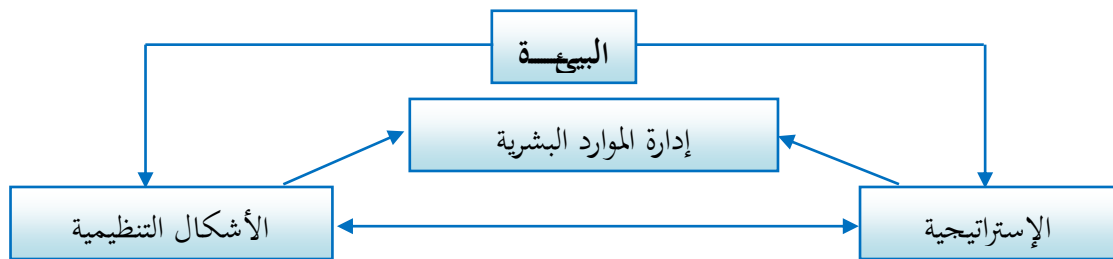 البيئـــة
إدارة الموارد البشرية
الإستراتيجية
الأشكال التنظيمية